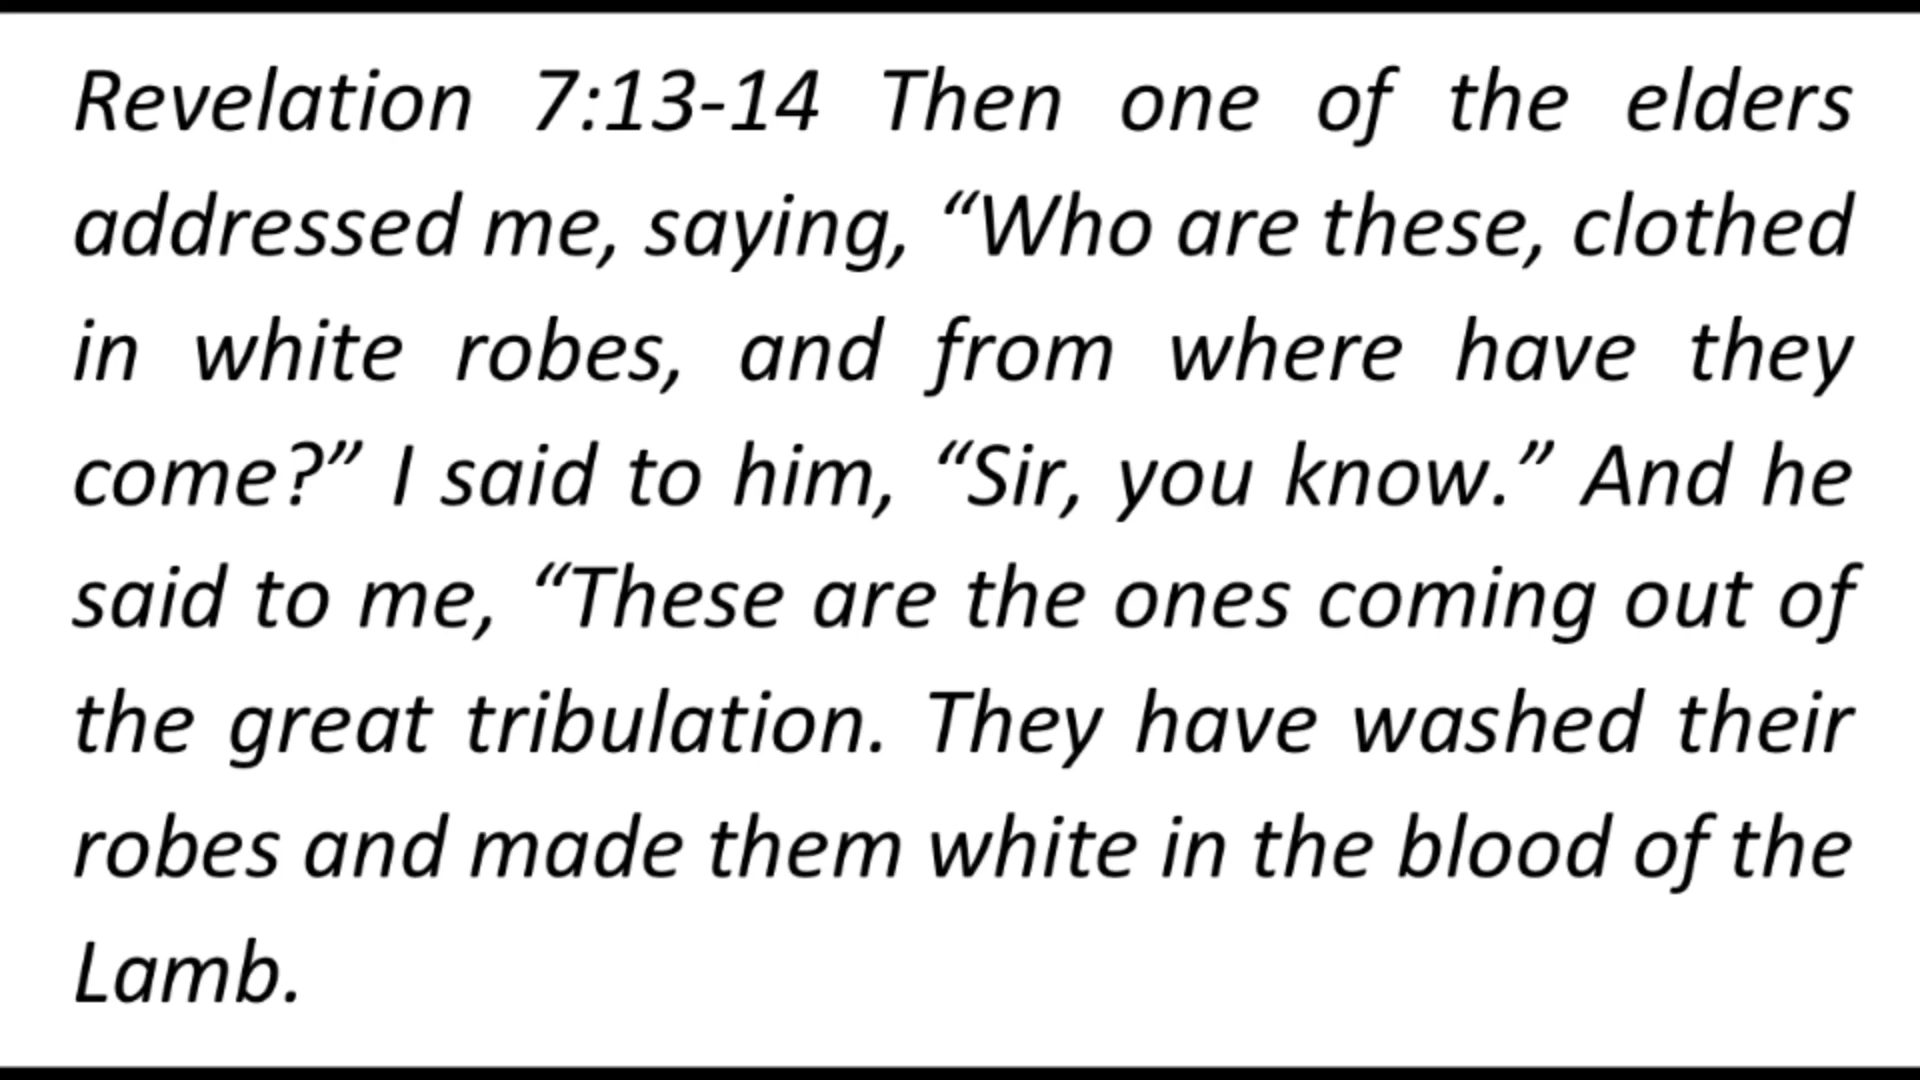 Revelation 7:13-14 Then one of the elders
addressed me, saying, “Who are these, clothed
in white robes, and from where have they
come?” I said to him, “Sir, you know.” And he
said to me, “These are the ones coming out of
the great tribulation. They have washed their
robes and made them white in the blood of the
Lamb.